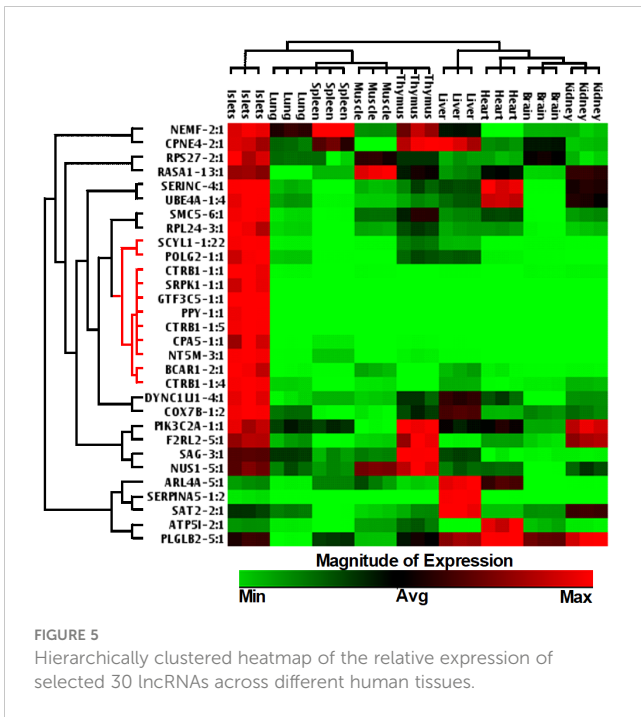 Islets Islets Islets Lung Lung Lung Spleen Spleen Spleen Muscle Muscle Muscle Thymus Thymus Thymus Liver Liver Liver Heart Heart Heart Brain Brain Brain Kidney Kidney Kidney
NEMF-2:1
CPNE4-2:1
RPS27-2:1
RASA1-13:1
SERINC-4:1
UBE4A-1:4
SMC5-6:1
RPL24-3:1
SCYL1-1:22
POLG2-1:1
CTRB1-1:1
SRPK1-1:1
GTF3C5-1:1
PPY-1:1
CTRB1-1:5
CPA5-1:1
NT5M-3:1
BCAR1-2:1
CTRB1-1:4
DYNC1LI1-4:1
COX7B-1:2
PIK3C2A-1:1
F2RL2-5:1
SAG-3:1
NUS1-5:1
ARL4A-5:1
SERPINA5-1:2
SAT2-2:1
ATP5I-2:1
PLGLB2-5:1
Magnitude of Expression
Min Avg Max
FIGURE 5
Hierarchically clustered heatmap of the relative expression of
selected 30 lncRNAs across different human tissues.